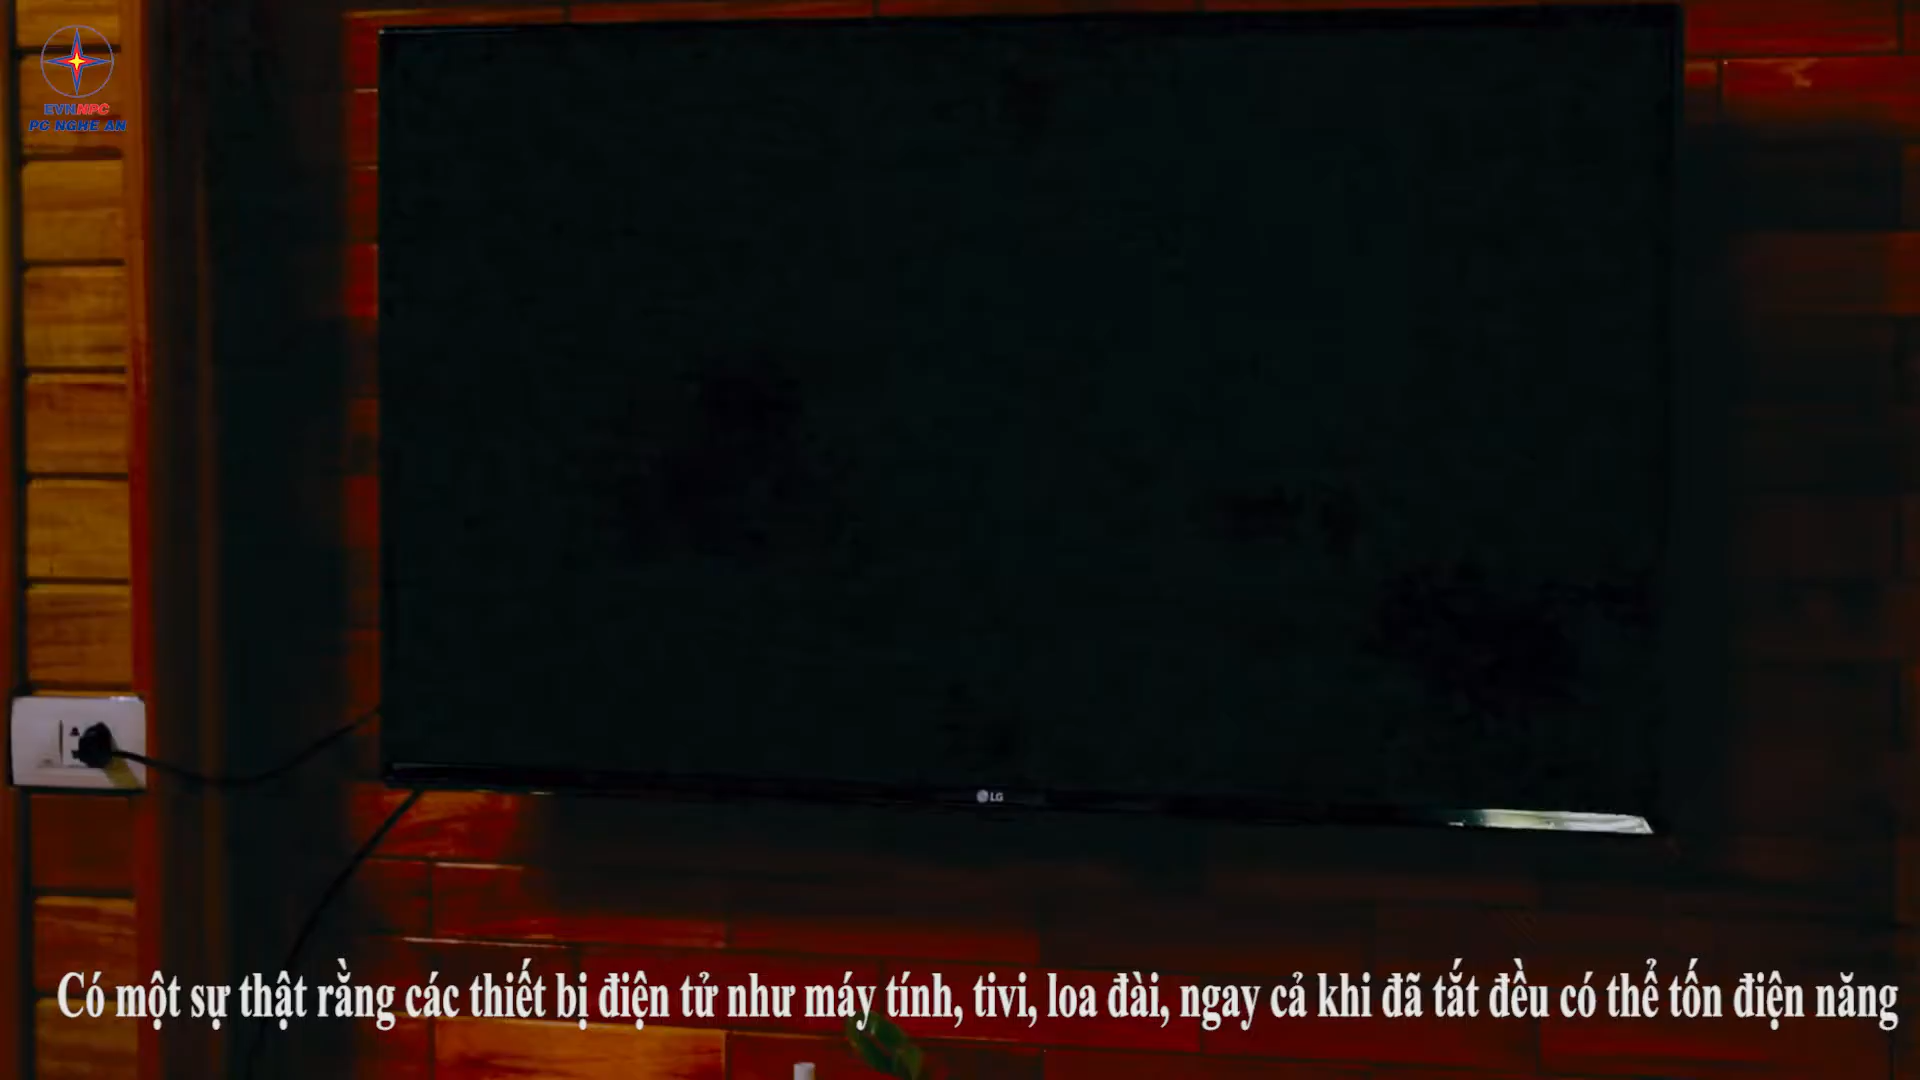 EVNNPC
PC NGHE AN
LG
Có một sự thật rằng các thiết bị điện tử như máy tính, tivi, loa đài, ngay cả khi đã tắt đều có thể tốn điện năng